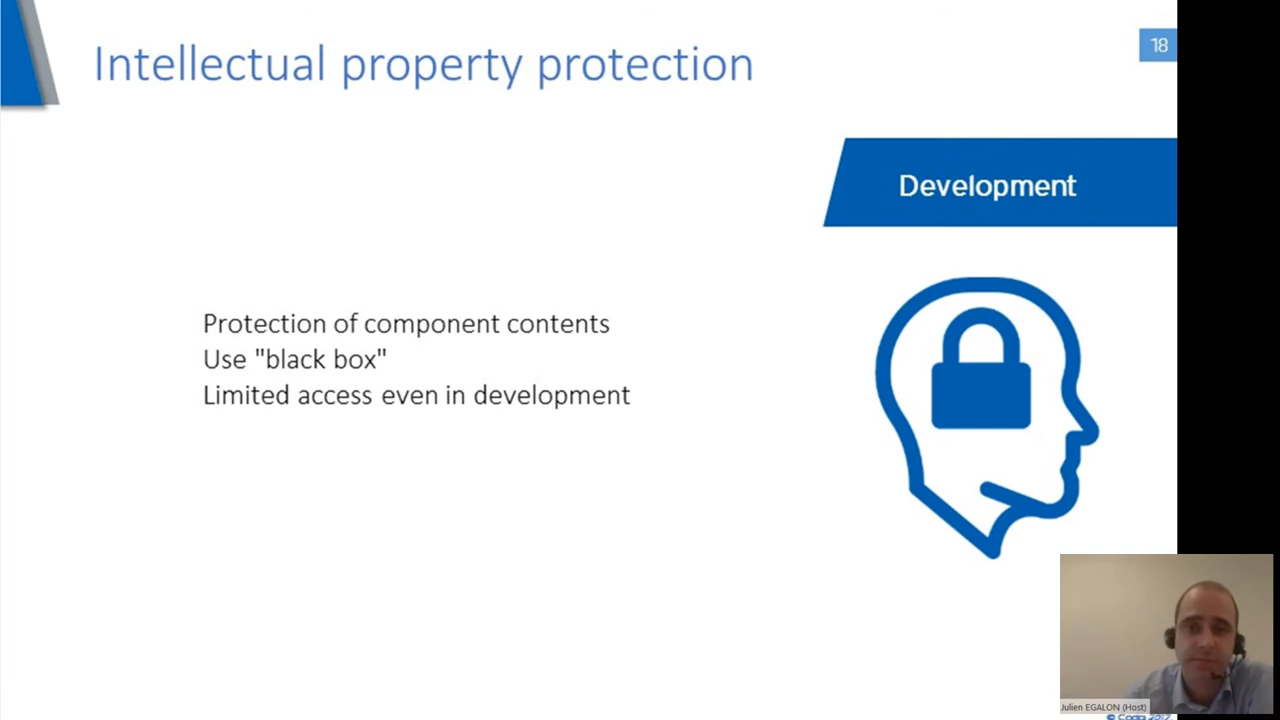 Intellectual property protection
18
Development
Protection of component contents
Use "black box"
Limited access even in development
Julien EGALON (Host)